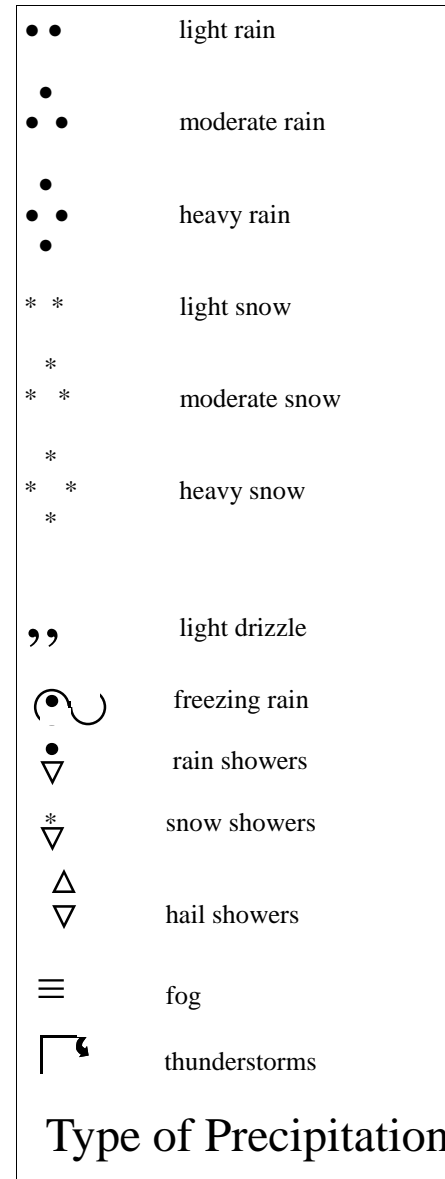 light rain
moderate rain
heavy rain
* * light snow
*
* * moderate snow
*
* * heavy snow
*
,, light drizzle
freezing rain
rain showers
* snow showers
hail showers
fog
thunderstorms
Type of Precipitation